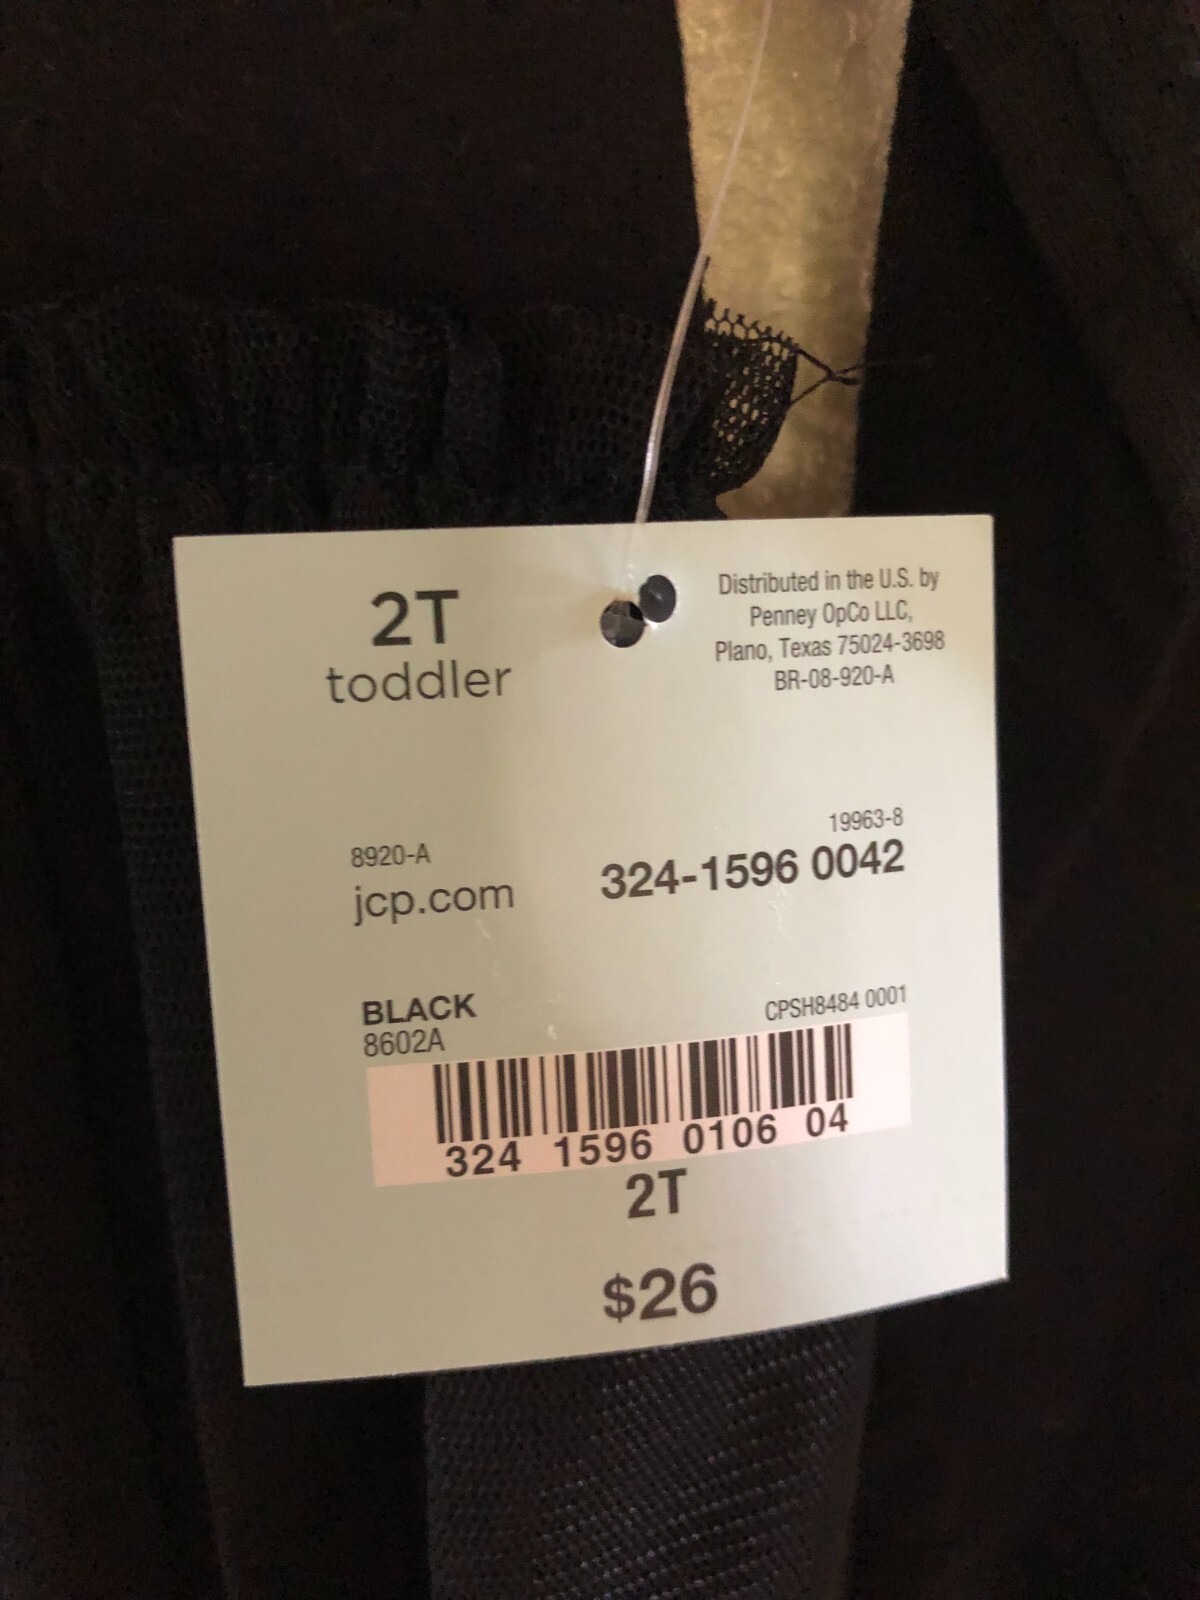 2T
toddler
Distributed in the U.S. by
Penney OpCo LLC,
Plano, Texas 75024-3698
BR-08-920-A
8920-A
jcp.com
19963-8
324-1596 0042
BLACK
8602A
CPSH8484 0001
324 1596 0106 04
2T
$26